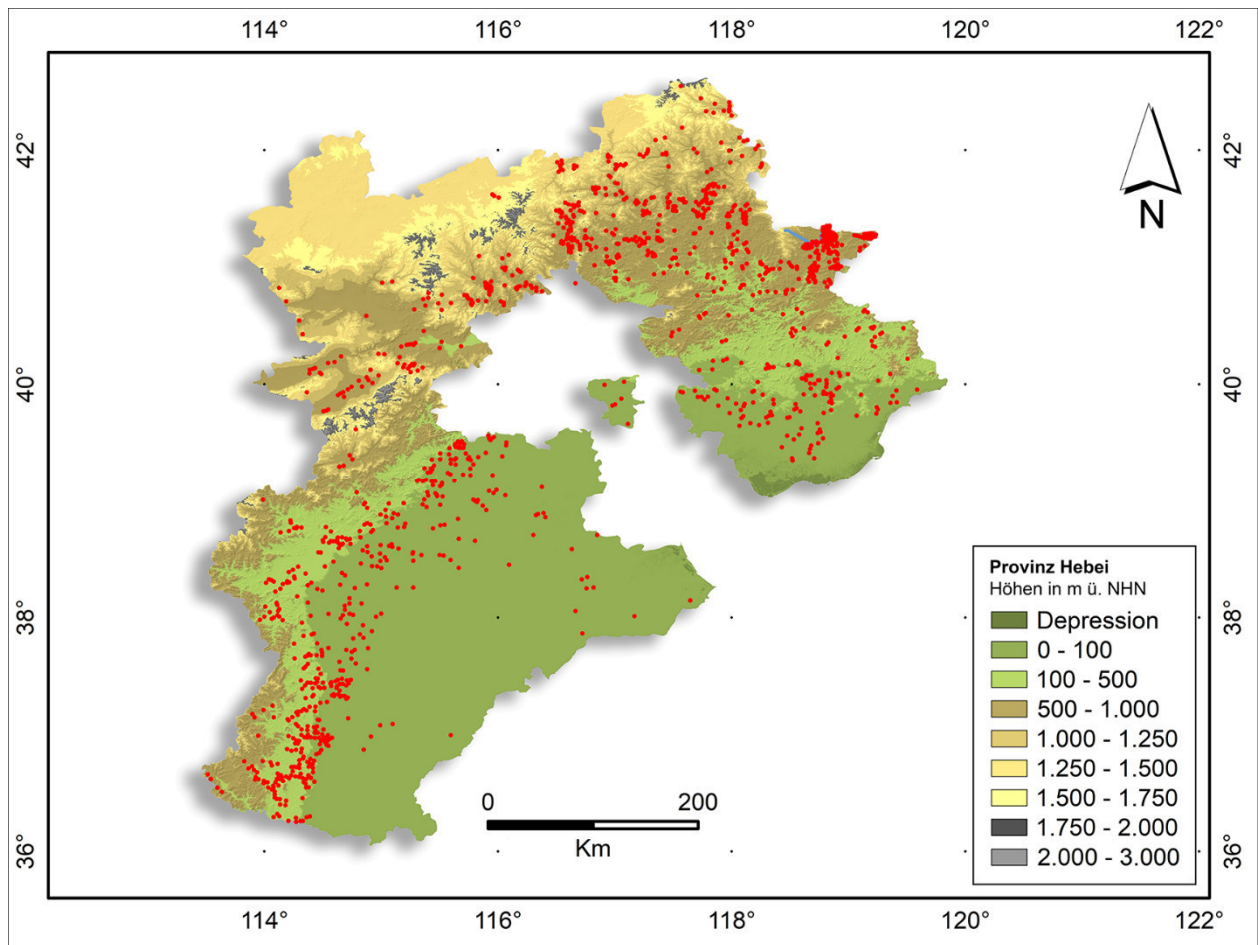 114° 116° 118° 120° 122°
42° 42°
N
40° 40°
Provinz Hebei
Höhen in m ü. NHN
Depression
0 - 100
38° 38°
100 - 500
500 - 1.000
1.000 - 1.250
1.250 - 1.500
0 200
1.500 - 1.750
1.750 - 2.000
Km
36° 36°
2.000 - 3.000
114° 116° 118° 120° 122°